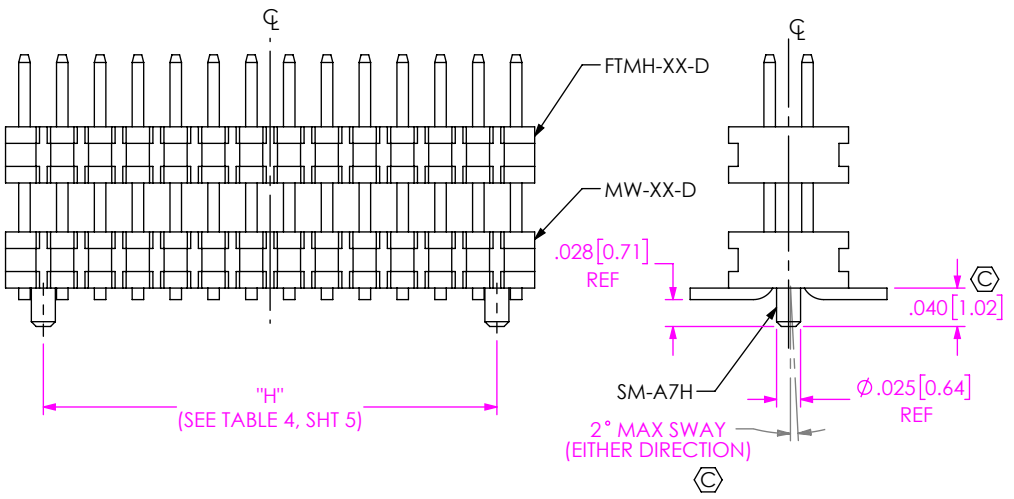 ℄
℄
FTMH-XX-D
MW-XX-D
.028[0.71]
REF
C
.040[1.02]
SM-A7H
Ø.025[0.64]
REF
"H"
(SEE TABLE 4, SHT 5)
2° MAX SWAY
(EITHER DIRECTION)
C